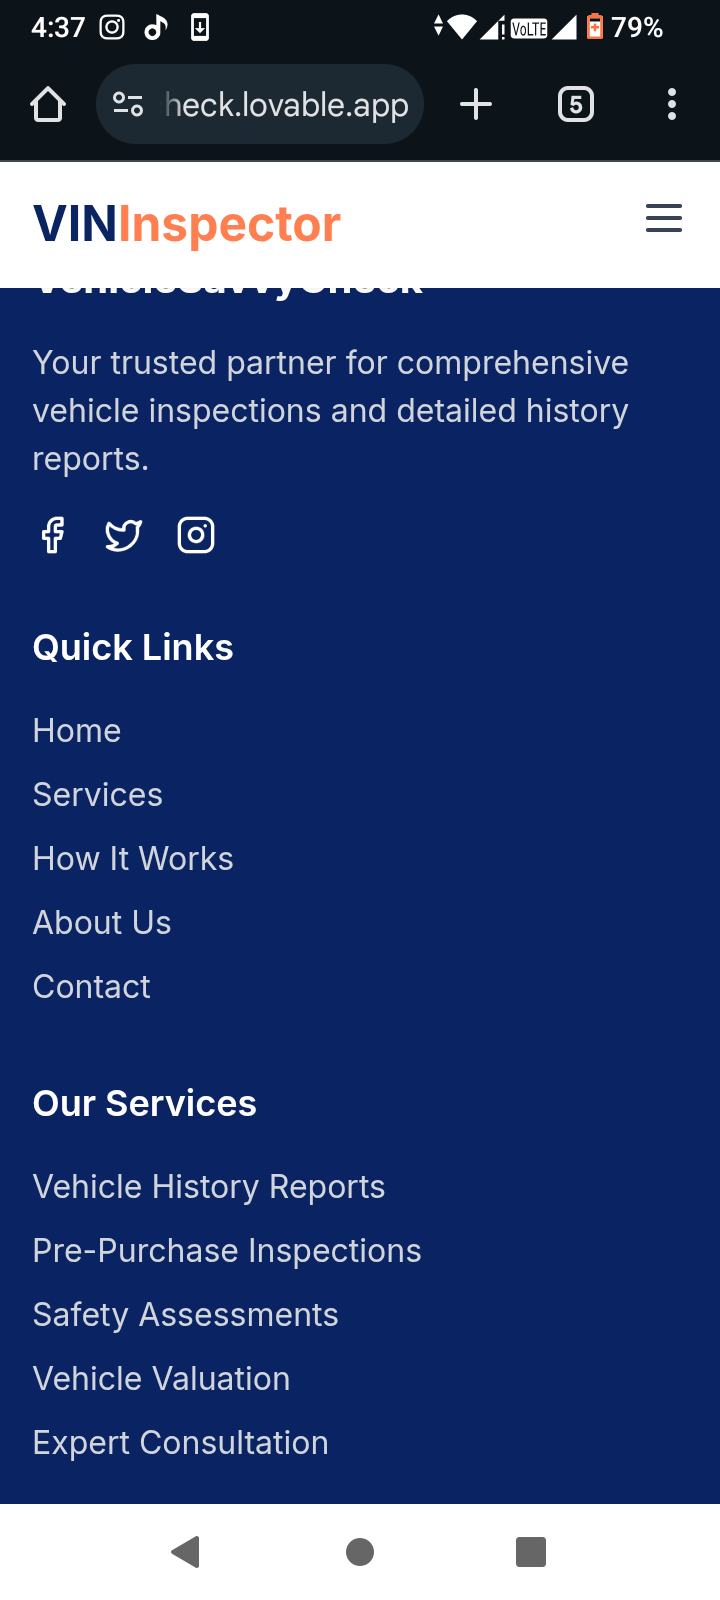 4:37
VoLTE
79%
heck.lovable.app
5
VINInspector
VehicleSavvyCheck
Your trusted partner for comprehensive
vehicle inspections and detailed history
reports.
Quick Links
Home
Services
How It Works
About Us
Contact
Our Services
Vehicle History Reports
Pre-Purchase Inspections
Safety Assessments
Vehicle Valuation
Expert Consultation